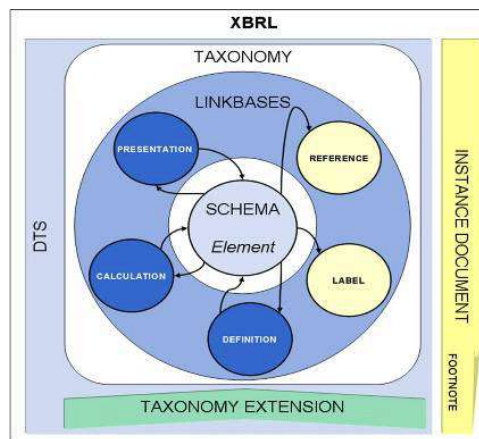 XBRL
TAXONOMY
LINKBASES
PRESENTATION
REFERENCE
SCHEMA
Element
CALCULATION
LABEL
DEFINITION
DTS
INSTANCE DOCUMENT
FOOTNOTE
TAXONOMY EXTENSION